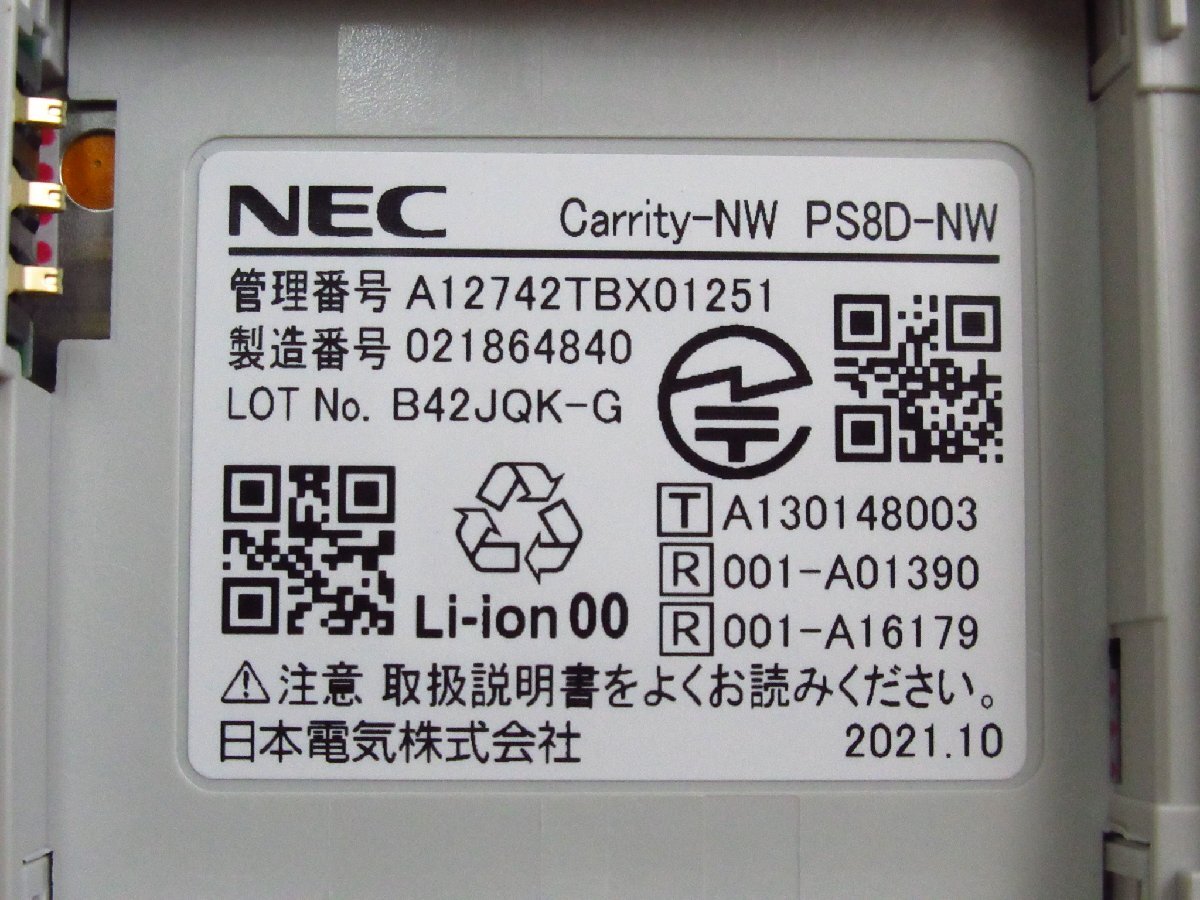 NEC Carrity-NW PS8D-NW
管理番号 A12742TBX01251
製造番号 021864840
LOT No. B42JQK-G
T A130148003
R 001-A01390
R 001-A16179
Li-ion 00
注意 取扱説明書をよくお読みください。
日本電気株式会社 2021.10